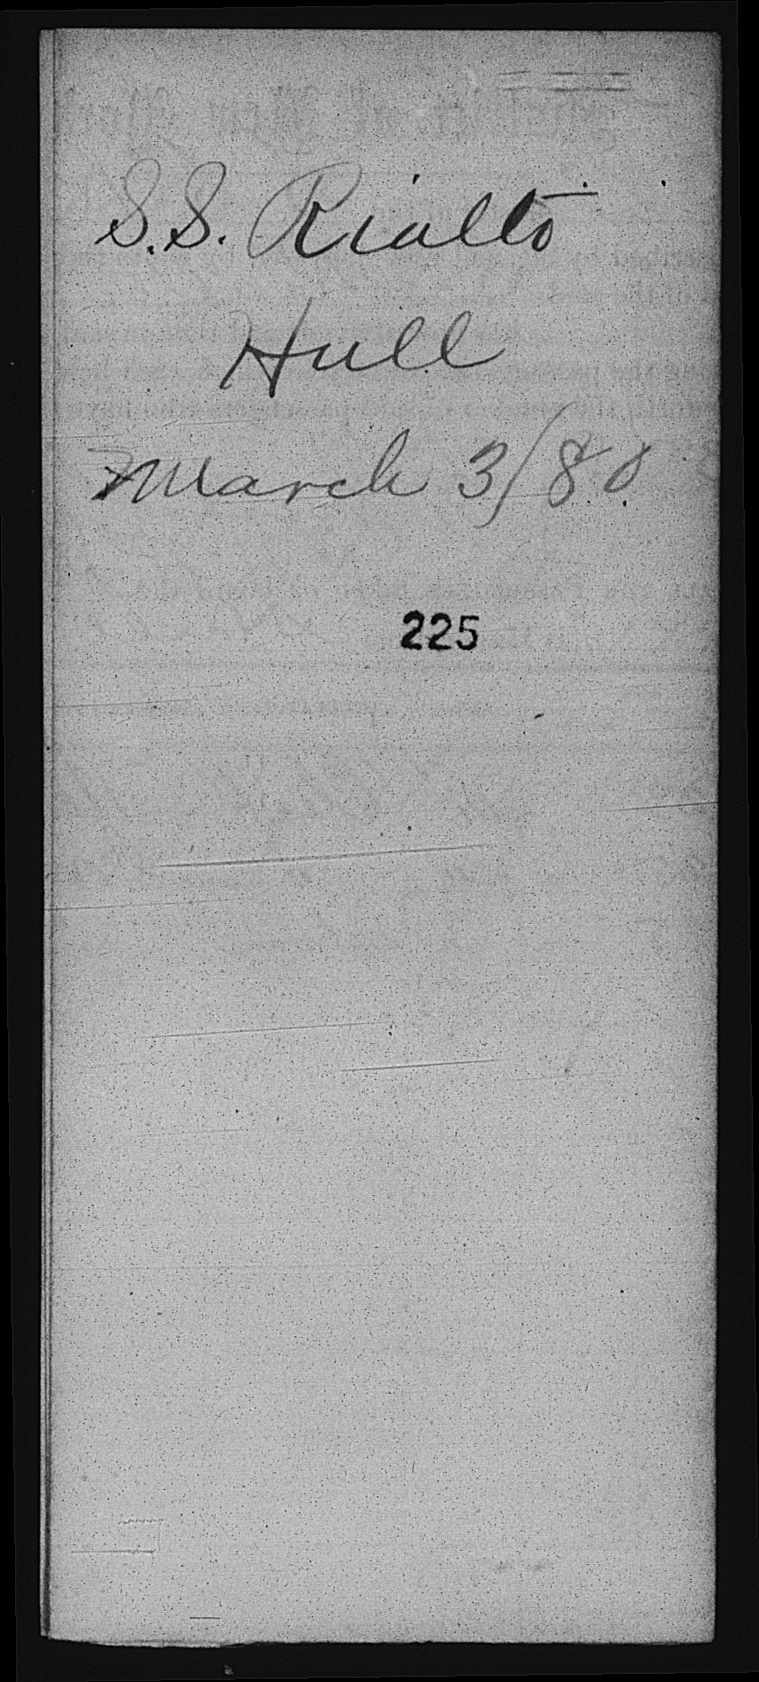 S.S. Rialto
Hull
March 3/80
225